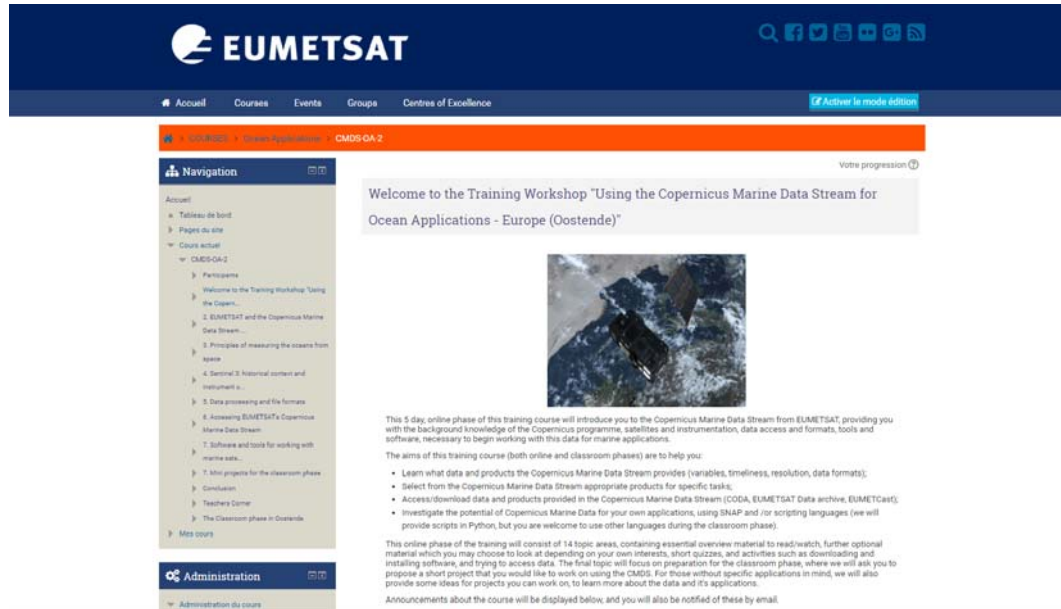 EUMETSAT
Accueil Courses Events Groups Centres of Excellence
Activer le mode édition
COURSES Ocean Applications CMDS-OA-2
Votre progression
Navigation
Accueil
Tableau de bord
Pages du site
Cours actuel
CMDS-OA-2
Participants
Welcome to the Training Workshop "Using
the Copern...
2. EUMETSAT and the Copernicus Marine
Data Stream...
3. Principles of measuring the oceans from
space
4. Sentinel 3: historical context and
instrument o...
5. Data processing and file formats
6. Accessing EUMETSAT's Copernicus
Marine Data Stream
7. Software and tools for working with
marine sate...
7. Mini projects for the classroom phase
Conclusion
Teachers Corner
The Classroom phase in Oostende
Mes cours
Administration
Administration du cours
Welcome to the Training Workshop "Using the Copernicus Marine Data Stream for
Ocean Applications - Europe (Oostende)"
This 5 day, online phase of this training course will introduce you to the Copernicus Marine Data Stream from EUMETSAT, providing you
with the background knowledge of the Copernicus programme, satellites and instrumentation, data access and formats, tools and
software, necessary to begin working with this data for marine applications.
The aims of this training course (both online and classroom phases) are to help you:
Learn what data and products the Copernicus Marine Data Stream provides (variables, timeliness, resolution, data formats);
Select from the Copernicus Marine Data Stream appropriate products for specific tasks;
Access/download data and products provided in the Copernicus Marine Data Stream (CODA, EUMETSAT Data archive, EUMETCast);
Investigate the potential of Copernicus Marine Data for your own applications, using SNAP and /or scripting languages (we will
provide scripts in Python, but you are welcome to use other languages during the classroom phase).
This online phase of the training will consist of 14 topic areas, containing essential overview material to read/watch, further optional
material which you may choose to look at depending on your own interests, short quizzes, and activities such as downloading and
installing software, and trying to access data. The final topic will focus on preparation for the classroom phase, where we will ask you to
propose a short project that you would like to work on using the CMDS. For those without specific applications in mind, we will also
provide some ideas for projects you can work on, to learn more about the data and it's applications.
Announcements about the course will be displayed below, and you will also be notified of these by email.